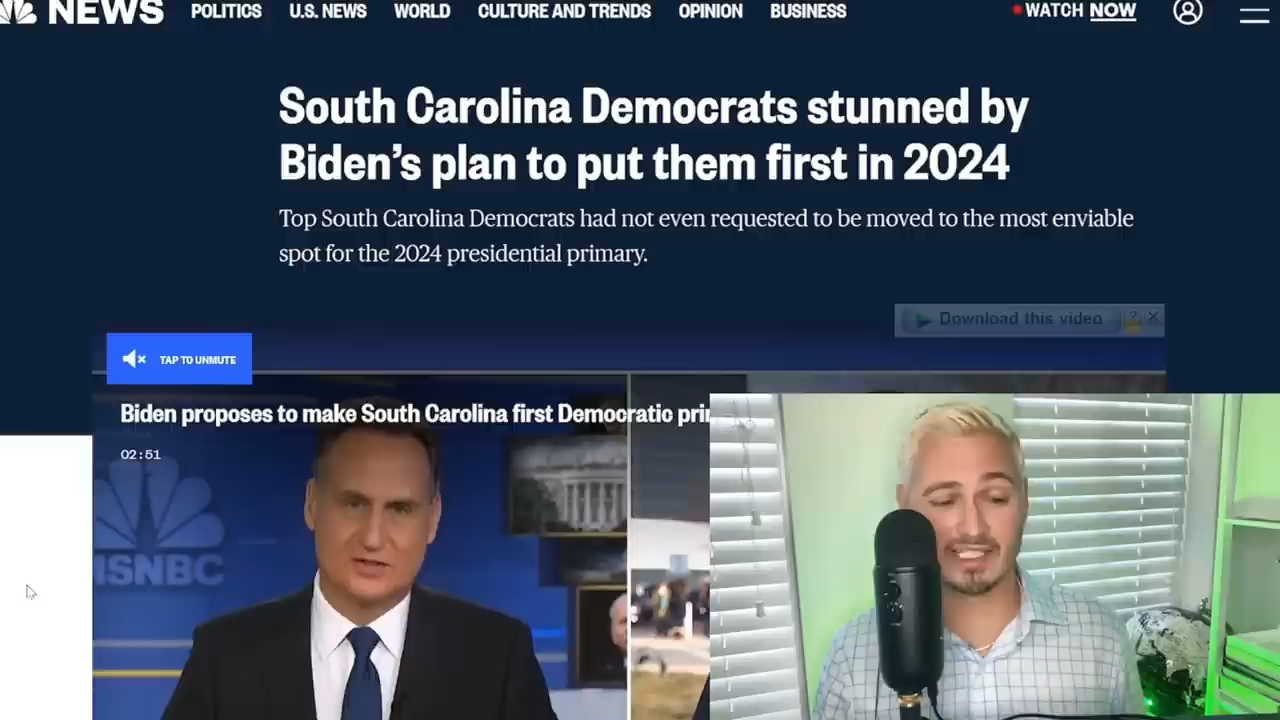 NEWS POLITICS U.S. NEWS WORLD CULTURE AND TRENDS OPINION BUSINESS WATCH NOW
South Carolina Democrats stunned by
Biden's plan to put them first in 2024
Top South Carolina Democrats had not even requested to be moved to the most enviable
spot for the 2024 presidential primary.
Download this video ? X
TAP TO UNMUTE
Biden proposes to make South Carolina first Democratic pri
02:51
MSNBC